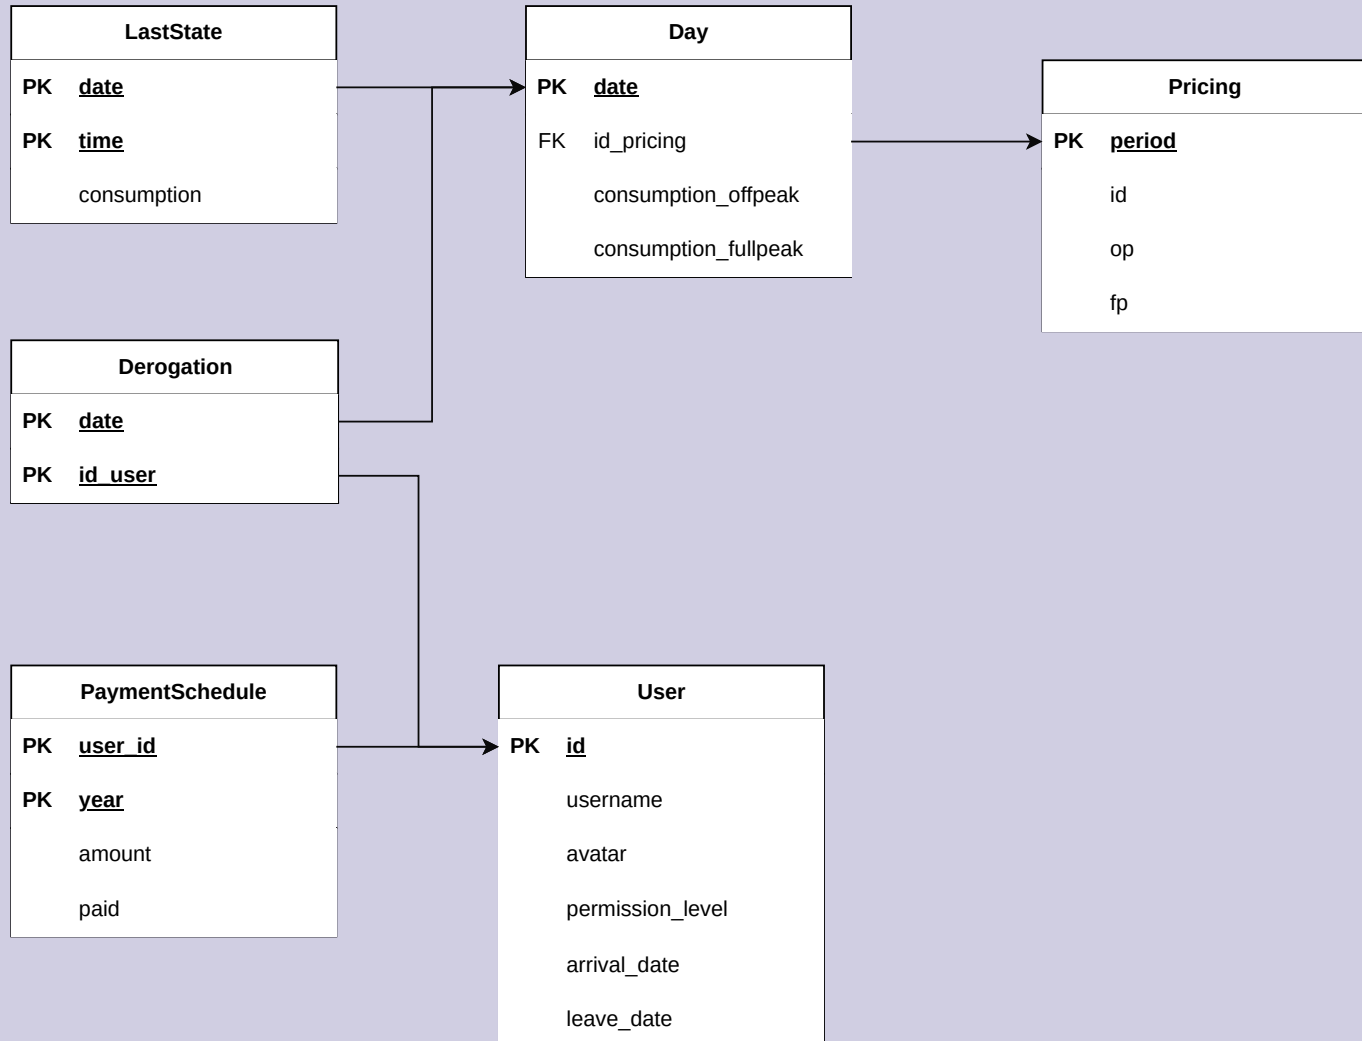 LastState
PK date
PK time
consumption
Day
PK date
FK id_pricing
consumption_offpeak
consumption_fullpeak
Pricing
PK period
id
op
fp
Derogation
PK date
PK id_user
PaymentSchedule
PK user_id
PK year
amount
paid
User
PK id
username
avatar
permission_level
arrival_date
leave_date